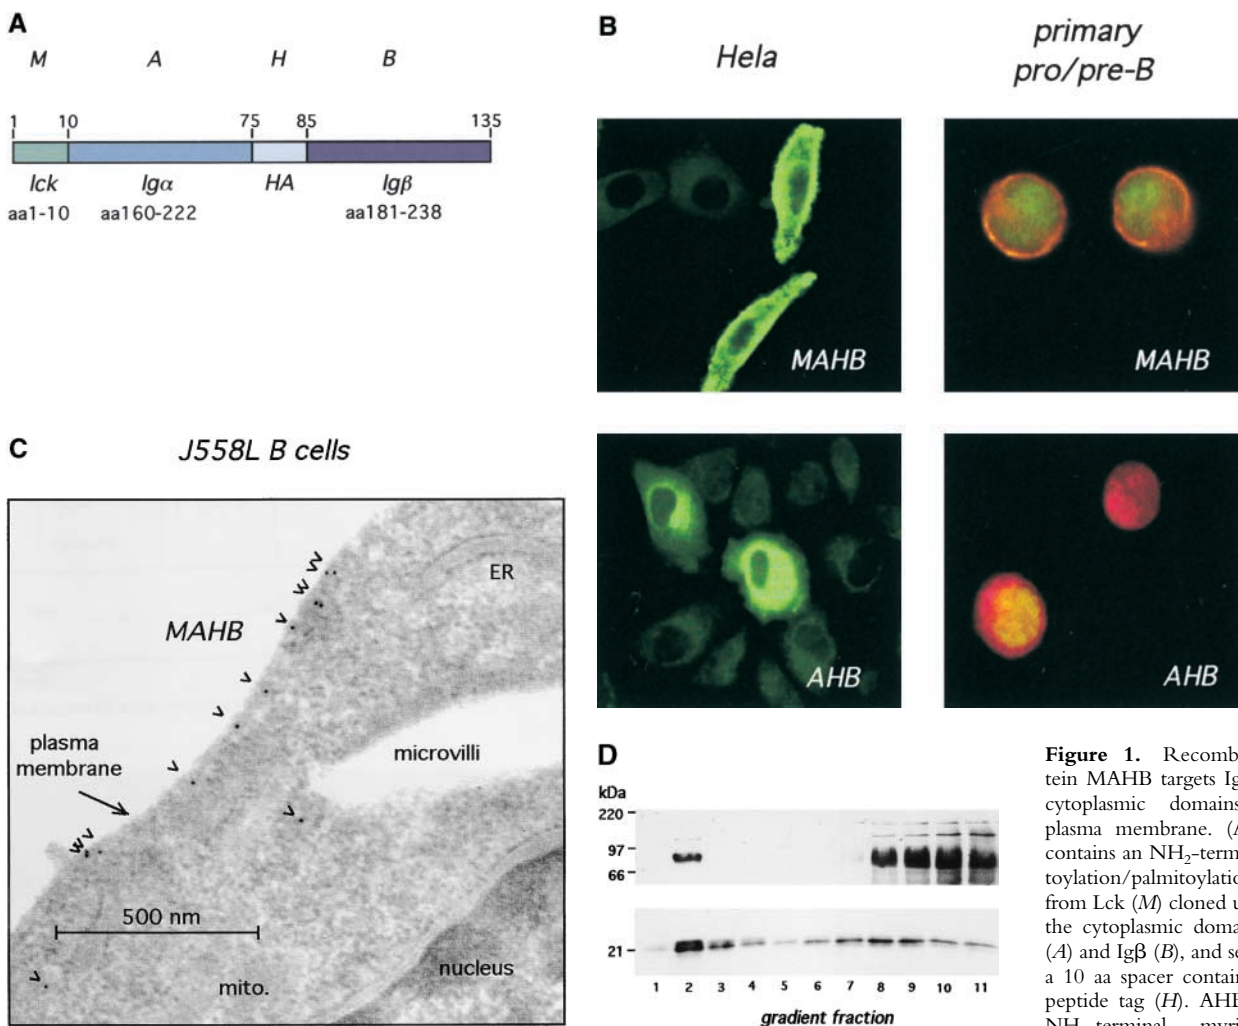 A
M A H B
1 10 75 85 135
lck Igα HA Igβ
aa1-10 aa160-222 aa181-238
B
Hela
primary
pro/pre-B
MAHB
MAHB
AHB
AHB
C
J558L B cells
MAHB
ER
plasma
membrane
microvilli
500 nm
nucleus
mito.
D
kDa
220
97
66
21
1 2 3 4 5 6 7 8 9 10 11
gradient fraction
Figure 1. Recomb
tein MAHB targets Ig
cytoplasmic domains
plasma membrane. (A
contains an NH₂-term
toylation/palmitoylatio
from Lck (M) cloned u
the cytoplasmic doma
(A) and Igβ (B), and se
a 10 aa spacer contain
peptide tag (H). AHB